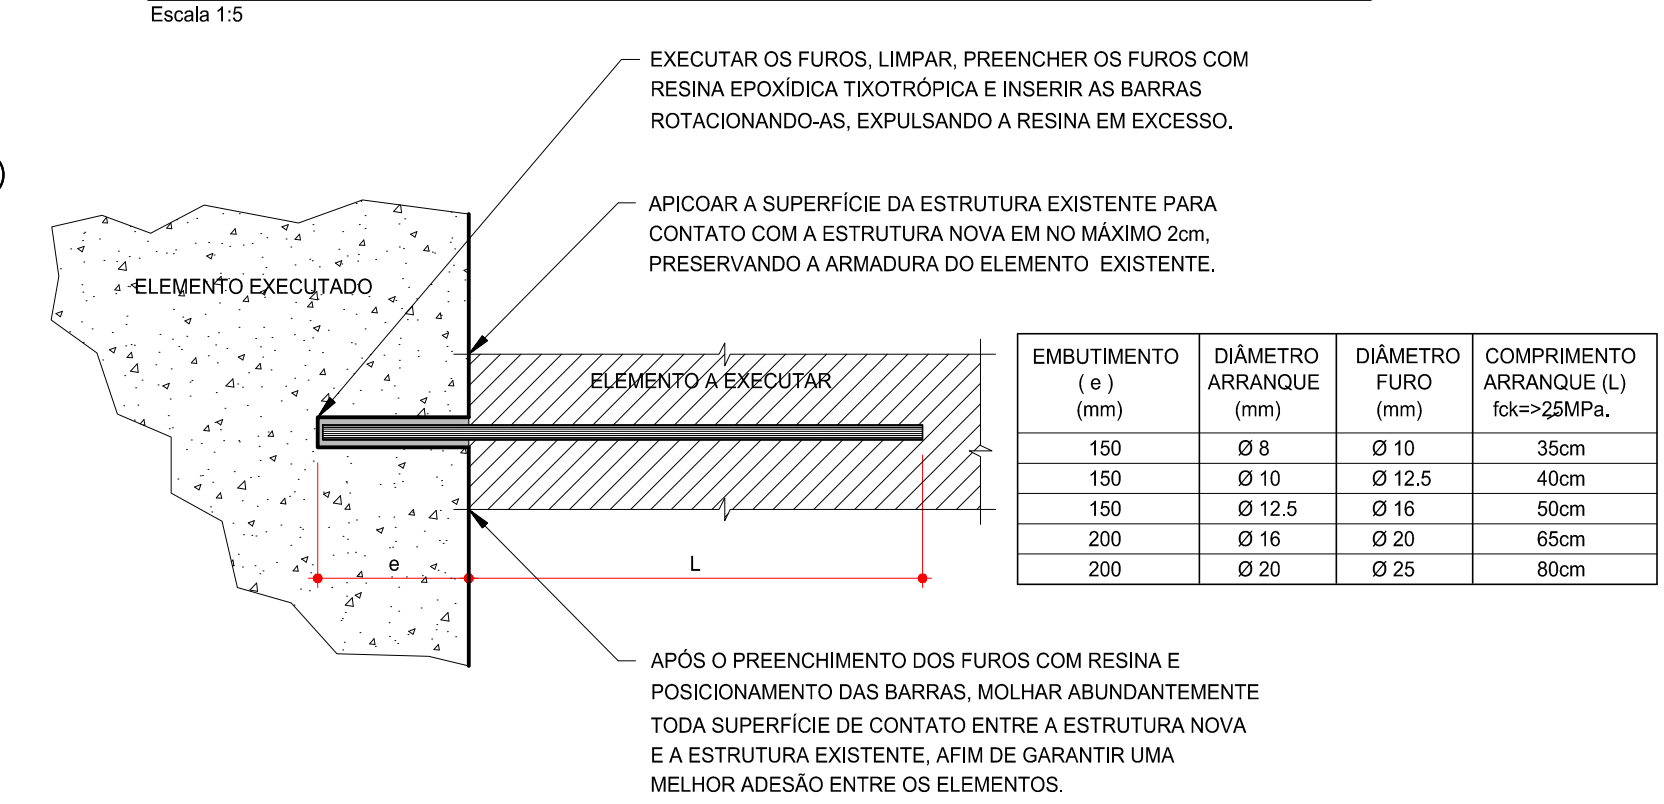 Escala 1:5
EXECUTAR OS FUROS, LIMPAR, PREENCHER OS FUROS COM
RESINA EPOXÍDICA TIXOTRÓPICA E INSERIR AS BARRAS
ROTACIONANDO-AS, EXPULSANDO A RESINA EM EXCESSO.
APICOAR A SUPERFÍCIE DA ESTRUTURA EXISTENTE PARA
CONTATO COM A ESTRUTURA NOVA EM NO MÁXIMO 2cm,
PRESERVANDO A ARMADURA DO ELEMENTO EXISTENTE.
ELEMENTO EXECUTADO
ELEMENTO A EXECUTAR
e
L
EMBUTIMENTO DIÂMETRO DIÂMETRO COMPRIMENTO
( e ) ARRANQUE FURO ARRANQUE (L)
(mm) (mm) (mm) fck=>25MPa.
150 Ø 8 Ø 10 35cm
150 Ø 10 Ø 12.5 40cm
150 Ø 12.5 Ø 16 50cm
200 Ø 16 Ø 20 65cm
200 Ø 20 Ø 25 80cm
APÓS O PREENCHIMENTO DOS FUROS COM RESINA E
POSICIONAMENTO DAS BARRAS, MOLHAR ABUNDANTEMENTE
TODA SUPERFÍCIE DE CONTATO ENTRE A ESTRUTURA NOVA
E A ESTRUTURA EXISTENTE, AFIM DE GARANTIR UMA
MELHOR ADESÃO ENTRE OS ELEMENTOS.